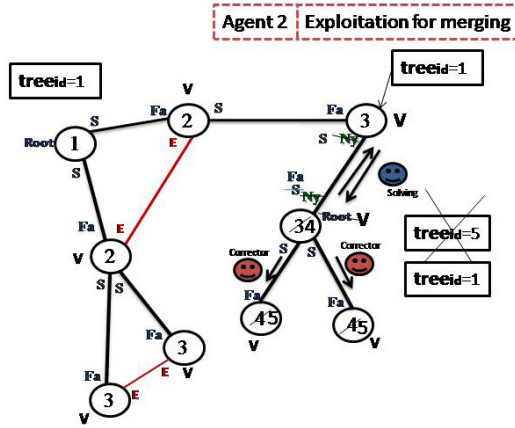 Agent 2 Exploitation for merging
treeid=1
treeid=1
V
Fa S
2
E
S
Root
1
Fa
3
V
S Ny
Solving
Fa
S Ny
34
Root V
S S
Fa
E
2
V
S S
Corrector
Corrector
treeid=5
treeid=1
Fa
45
V
Fa
45
V
Fa
3
V
E
Fa
3
E
V